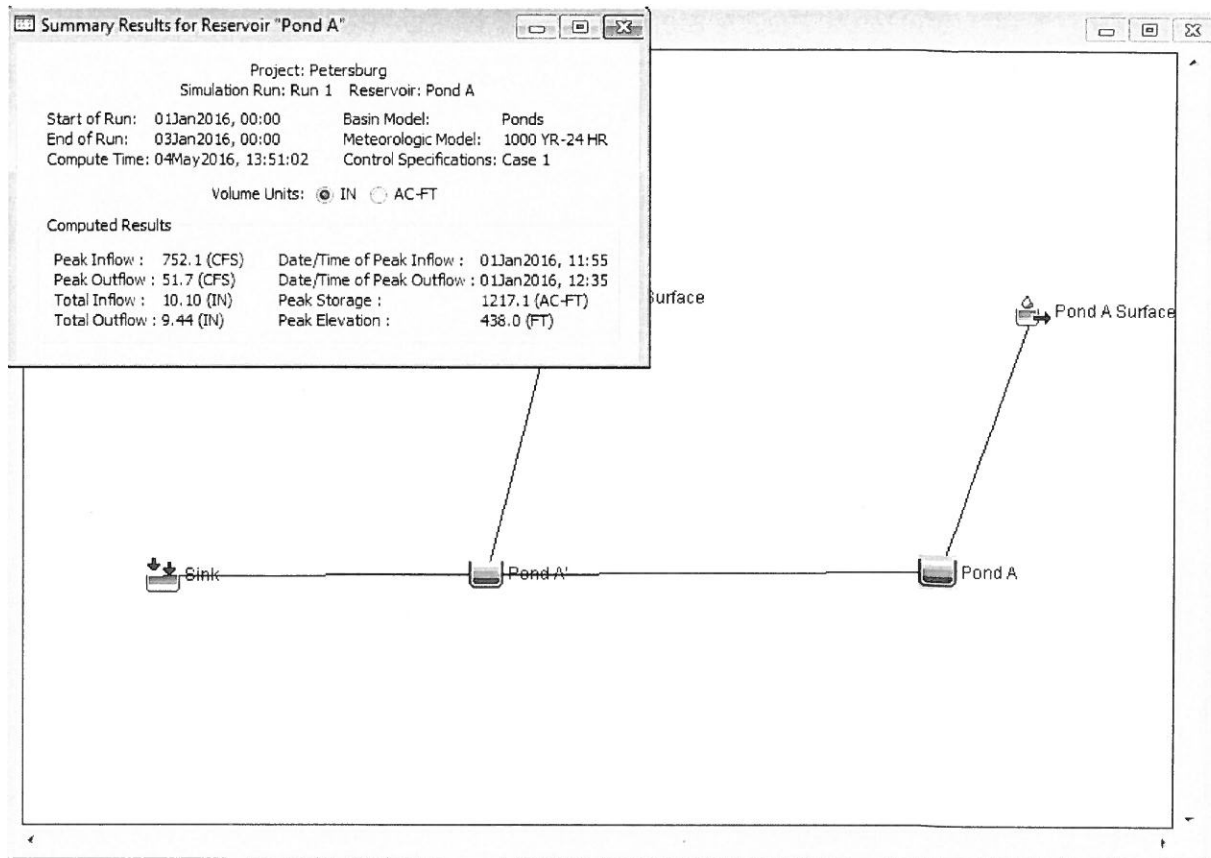 Summary Results for Reservoir "Pond A"
Project: Petersburg
Simulation Run: Run 1 Reservoir: Pond A
Start of Run: 01Jan2016, 00:00 Basin Model: Ponds
End of Run: 03Jan2016, 00:00 Meteorologic Model: 1000 YR-24 HR
Compute Time: 04May2016, 13:51:02 Control Specifications: Case 1
Volume Units: IN AC-FT
Computed Results
Peak Inflow : 752.1 (CFS) Date/Time of Peak Inflow : 01Jan2016, 11:55
Peak Outflow : 51.7 (CFS) Date/Time of Peak Outflow : 01Jan2016, 12:35
Total Inflow : 10.10 (IN) Peak Storage : 1217.1 (AC-FT)
Total Outflow : 9.44 (IN) Peak Elevation : 438.0 (FT)
Surface
Pond A Surface
Sink
Pond A'
Pond A